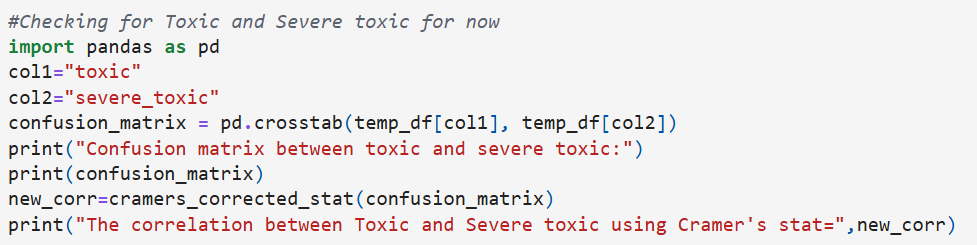 #Checking for Toxic and Severe toxic for now
import pandas as pd
col1="toxic"
col2="severe_toxic"
confusion_matrix = pd.crosstab(temp_df[col1], temp_df[col2])
print("Confusion matrix between toxic and severe toxic:")
print(confusion_matrix)
new_corr=cramers_corrected_stat(confusion_matrix)
print("The correlation between Toxic and Severe toxic using Cramer's stat=",new_corr)